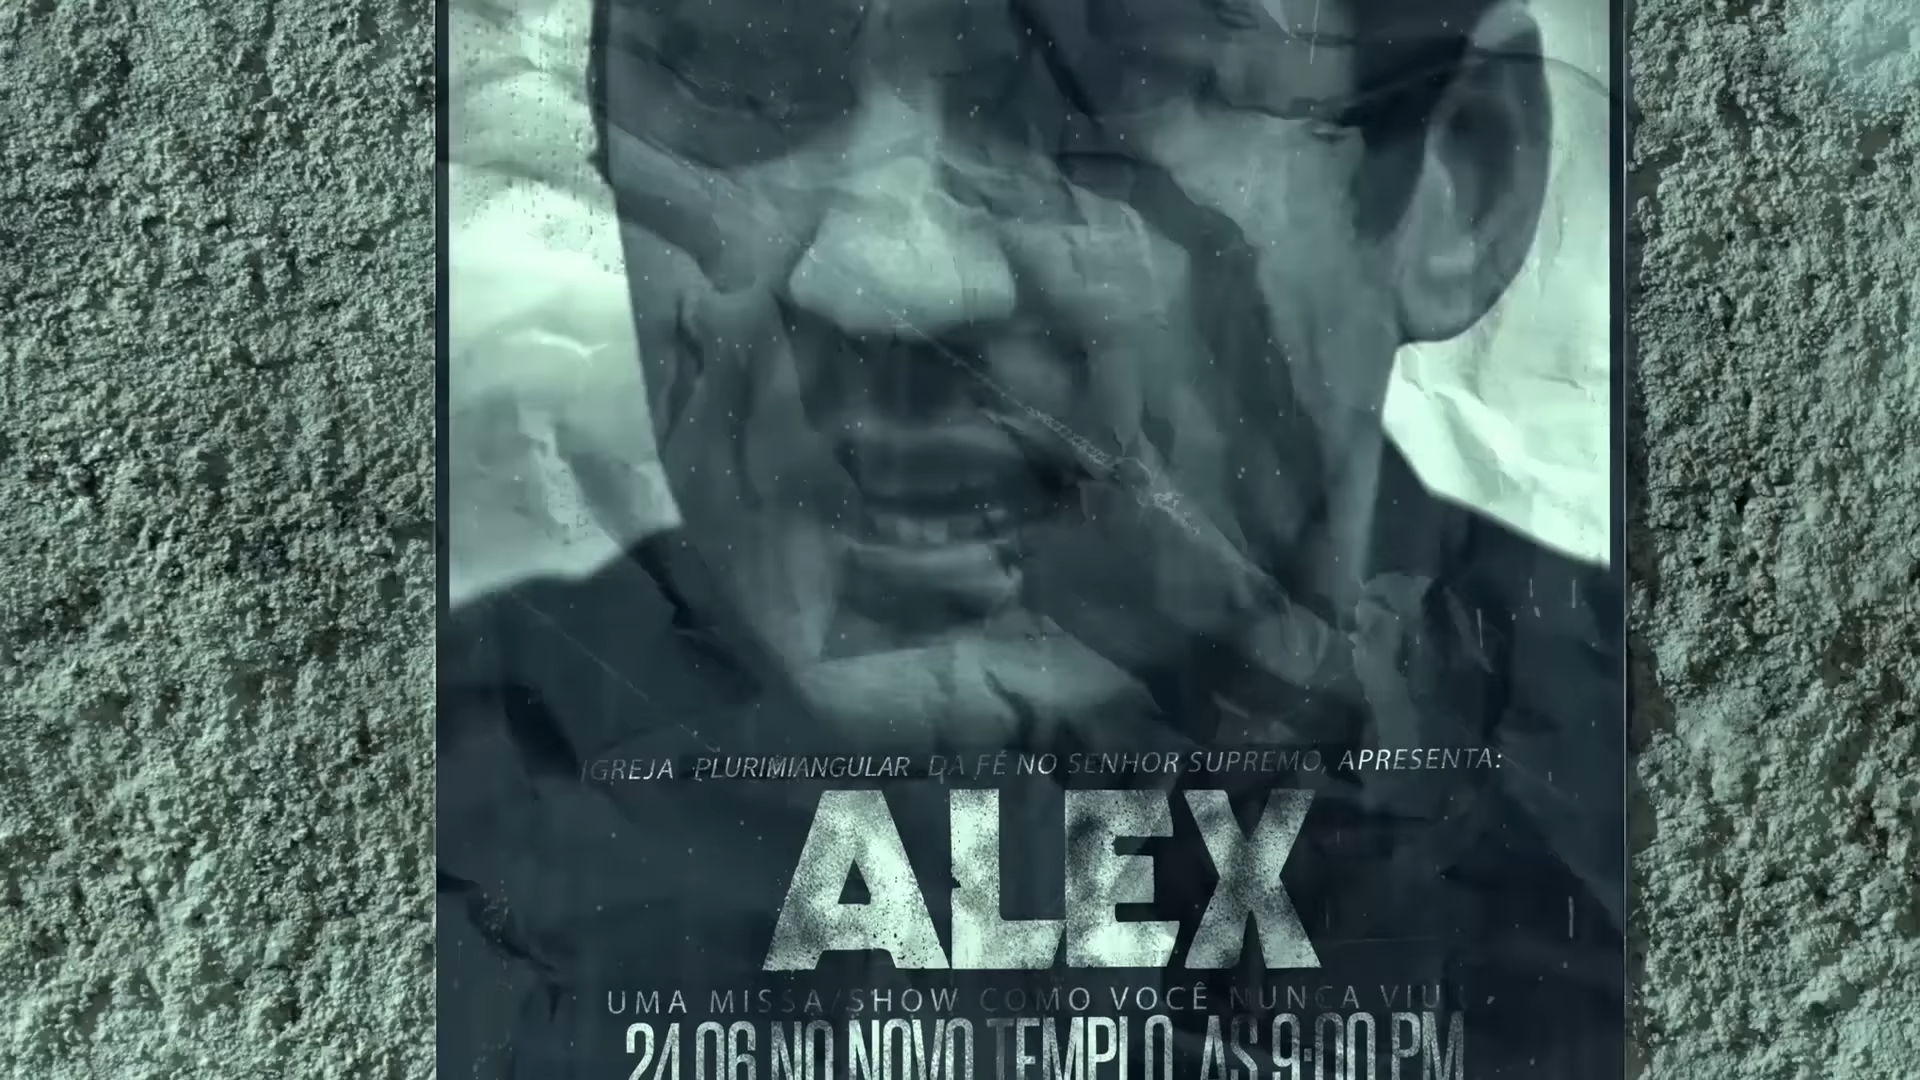 IGREJA PLURIMIANGULAR DA FÉ NO SENHOR SUPREMO, APRESENTA:
ALEX
UMA MISSA/SHOW COMO VOCÊ NUNCA VIU
24.06 NO NOVO TEMPLO, AS 9:00 PM